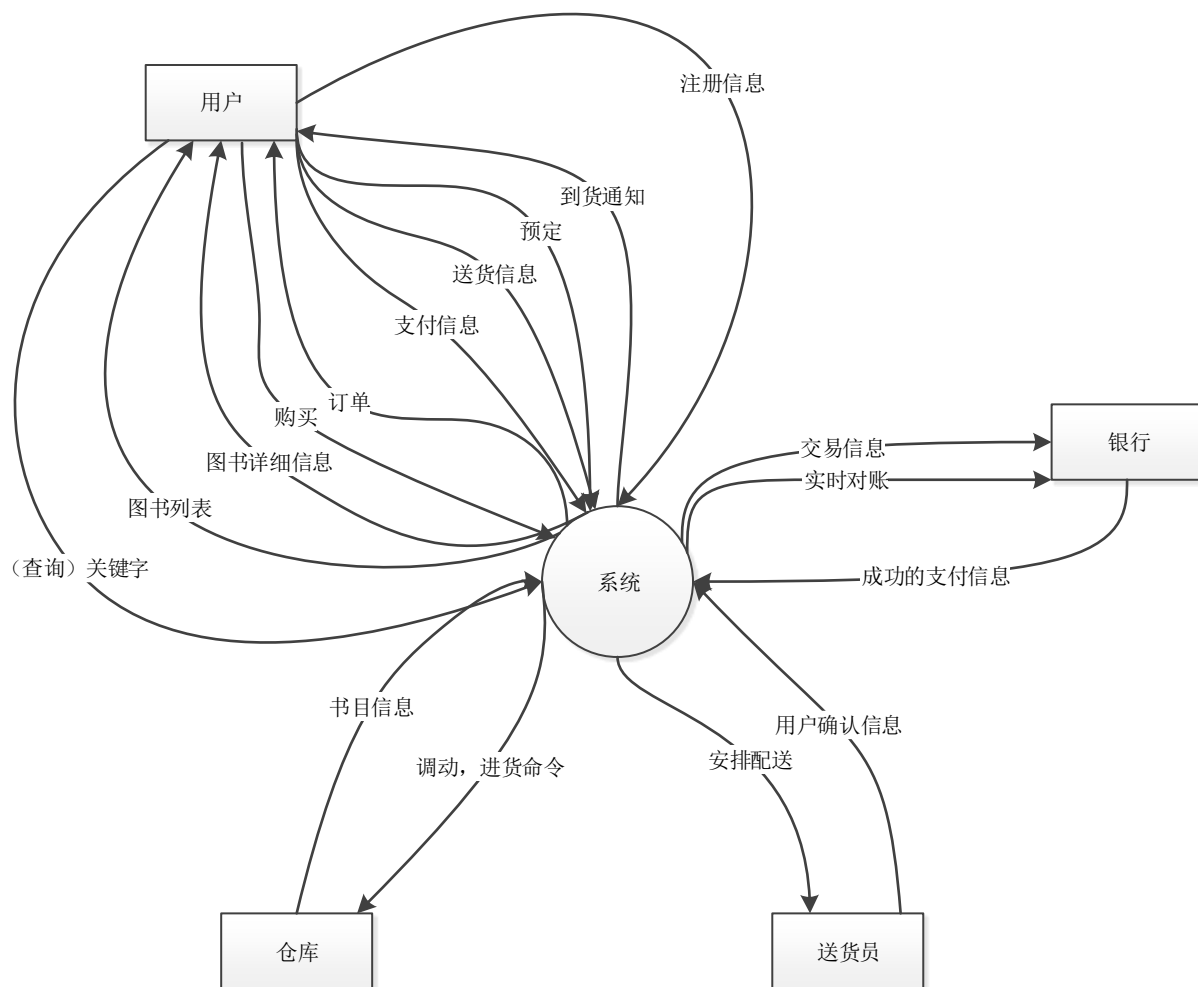 注册信息
用户
到货通知
预定
送货信息
支付信息
订单
购买
图书详细信息
图书列表
（查询）关键字
交易信息
实时对账
银行
成功的支付信息
系统
书目信息
调动，进货命令
安排配送
用户确认信息
仓库
送货员